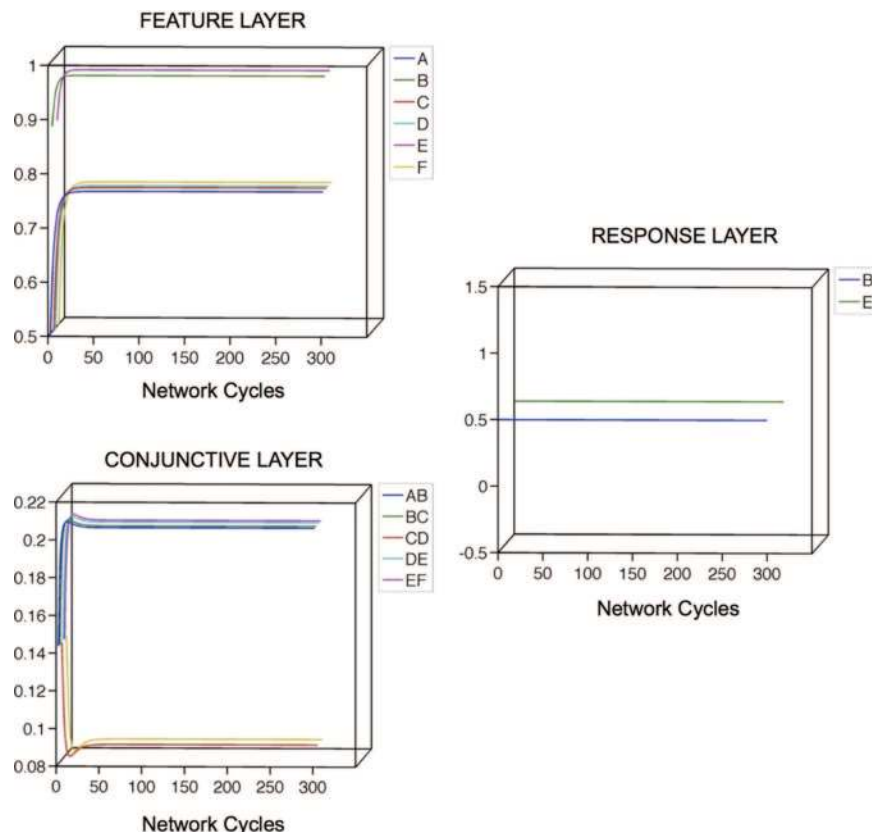 FEATURE LAYER
1
0.9
0.8
0.7
0.6
0.5
0 50 100 150 200 250 300
Network Cycles
A
B
C
D
E
F
RESPONSE LAYER
1.5
1
0.5
0
-0.5
0 50 100 150 200 250 300
Network Cycles
B
E
CONJUNCTIVE LAYER
0.22
0.2
0.18
0.16
0.14
0.12
0.1
0.08
0 50 100 150 200 250 300
Network Cycles
AB
BC
CD
DE
EF